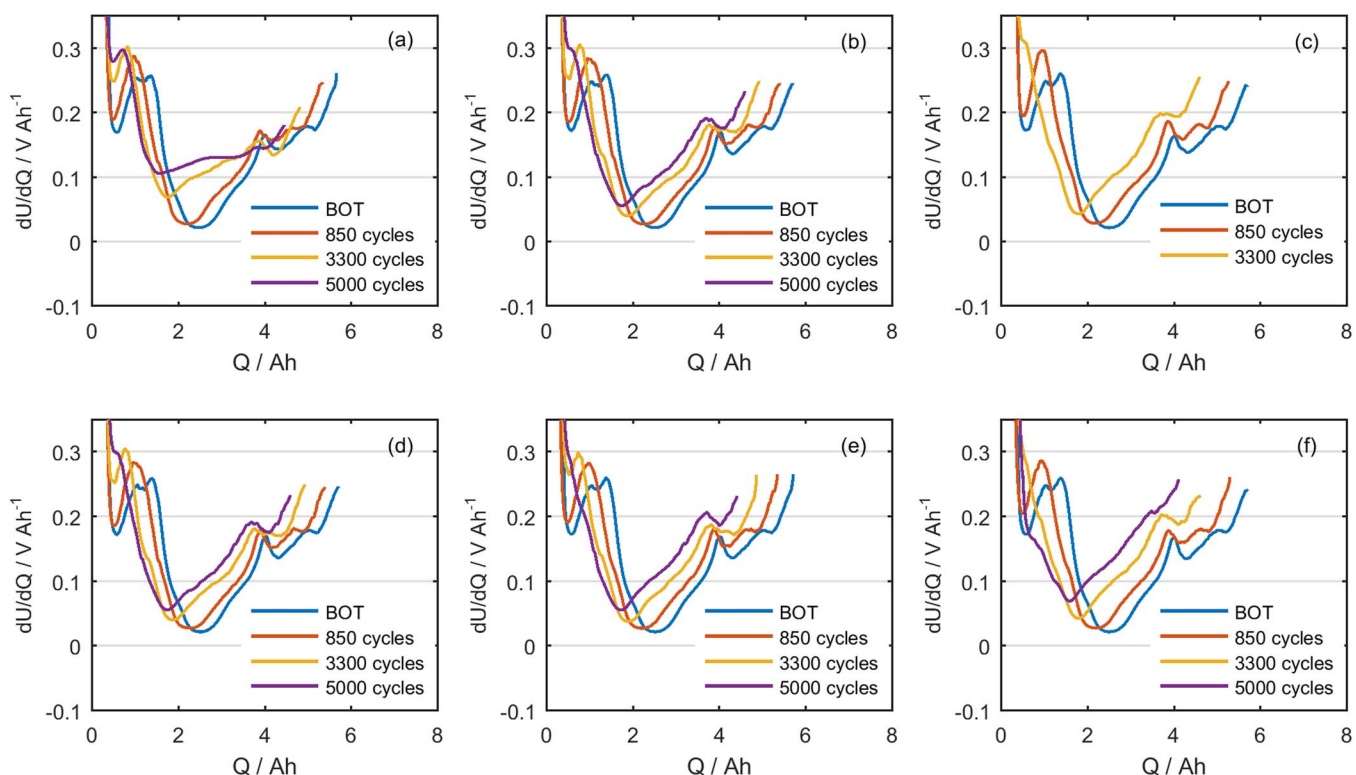 (a)
dU/dQ / V Ah⁻¹
0.3
0.2
0.1
0
-0.1
BOT
850 cycles
3300 cycles
5000 cycles
0 2 4 6 8
Q / Ah
(b)
dU/dQ / V Ah⁻¹
0.3
0.2
0.1
0
-0.1
BOT
850 cycles
3300 cycles
5000 cycles
0 2 4 6 8
Q / Ah
(c)
dU/dQ / V Ah⁻¹
0.3
0.2
0.1
0
-0.1
BOT
850 cycles
3300 cycles
0 2 4 6 8
Q / Ah
(d)
dU/dQ / V Ah⁻¹
0.3
0.2
0.1
0
-0.1
BOT
850 cycles
3300 cycles
5000 cycles
0 2 4 6 8
Q / Ah
(e)
dU/dQ / V Ah⁻¹
0.3
0.2
0.1
0
-0.1
BOT
850 cycles
3300 cycles
5000 cycles
0 2 4 6 8
Q / Ah
(f)
dU/dQ / V Ah⁻¹
0.3
0.2
0.1
0
-0.1
BOT
850 cycles
3300 cycles
5000 cycles
0 2 4 6 8
Q / Ah